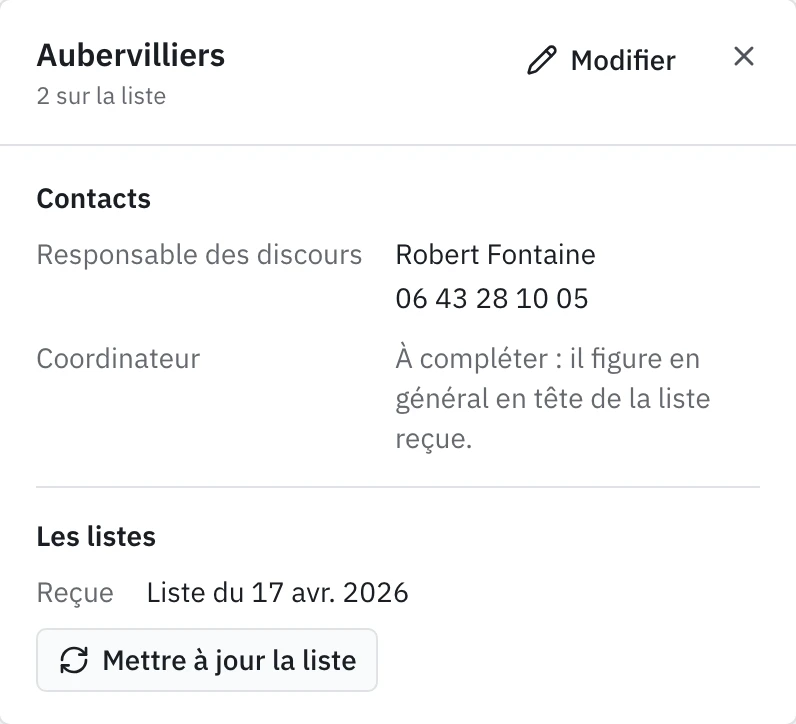 Aubervilliers
Modifier
2 sur la liste
Contacts
Responsable des discours
Robert Fontaine
06 43 28 10 05
Coordinateur
À compléter : il figure en
général en tête de la liste
reçue.
Les listes
Reçue
Liste du 17 avr. 2026
Mettre à jour la liste